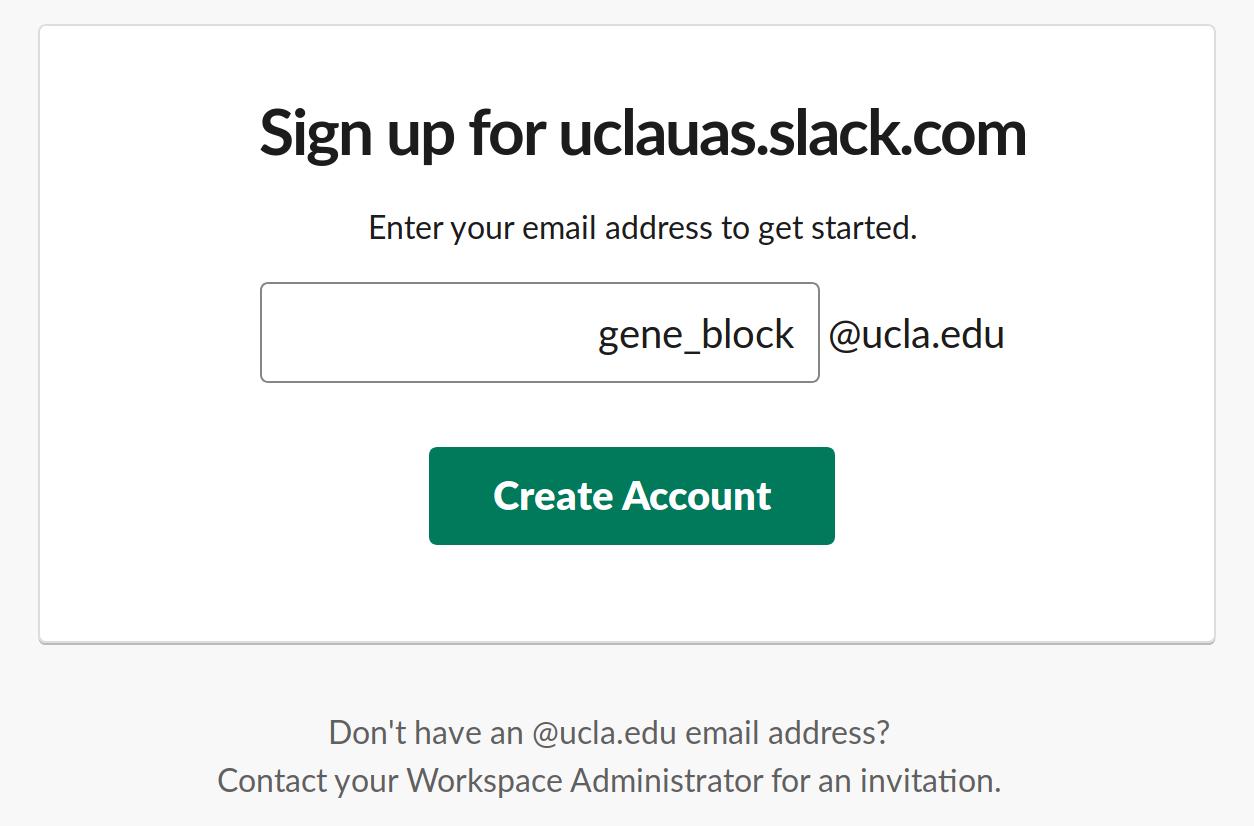 Sign up for uclauas.slack.com
Enter your email address to get started.
gene_block @ucla.edu
Create Account
Don't have an @ucla.edu email address?
Contact your Workspace Administrator for an invitation.